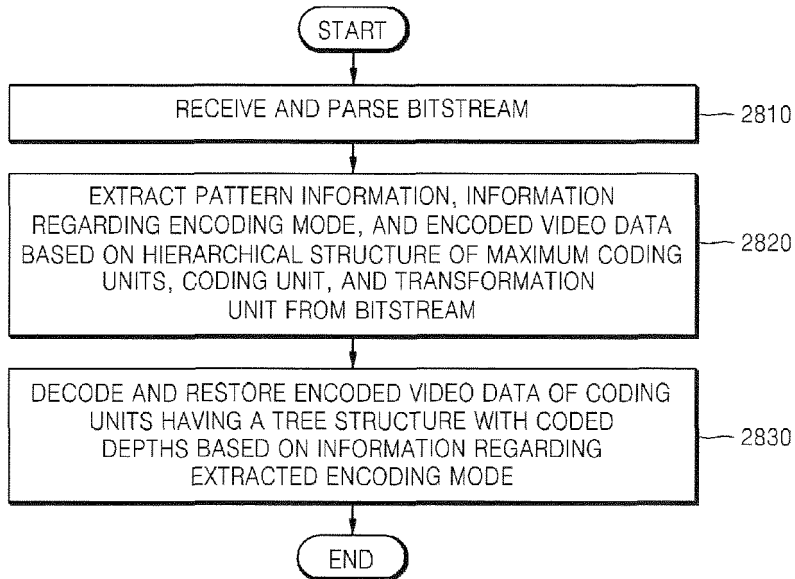 START
RECEIVE AND PARSE BITSTREAM
2810
EXTRACT PATTERN INFORMATION, INFORMATION
REGARDING ENCODING MODE, AND ENCODED VIDEO DATA
BASED ON HIERARCHICAL STRUCTURE OF MAXIMUM CODING
UNITS, CODING UNIT, AND TRANSFORMATION
UNIT FROM BITSTREAM
2820
DECODE AND RESTORE ENCODED VIDEO DATA OF CODING
UNITS HAVING A TREE STRUCTURE WITH CODED
DEPTHS BASED ON INFORMATION REGARDING
EXTRACTED ENCODING MODE
2830
END